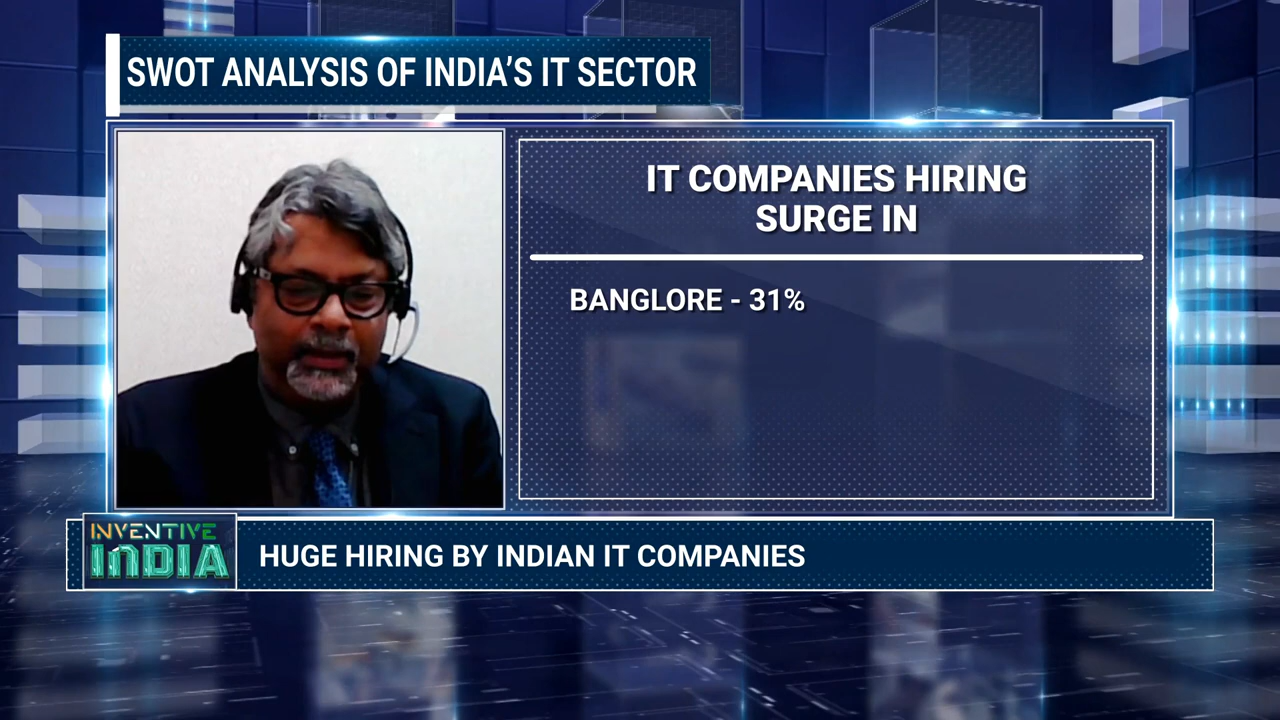 SWOT ANALYSIS OF INDIA'S IT SECTOR
IT COMPANIES HIRING
SURGE IN
BANGLORE - 31%
INVENTIVE
INDIA
HUGE HIRING BY INDIAN IT COMPANIES